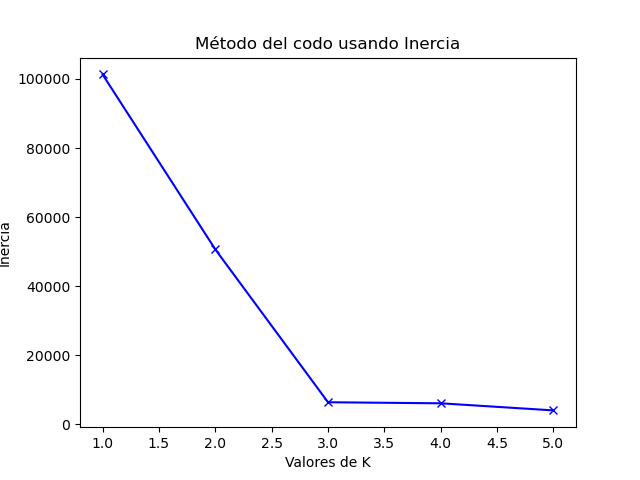 Método del codo usando Inercia
100000
80000
60000
40000
20000
0
Inercia
1.0 1.5 2.0 2.5 3.0 3.5 4.0 4.5 5.0
Valores de K